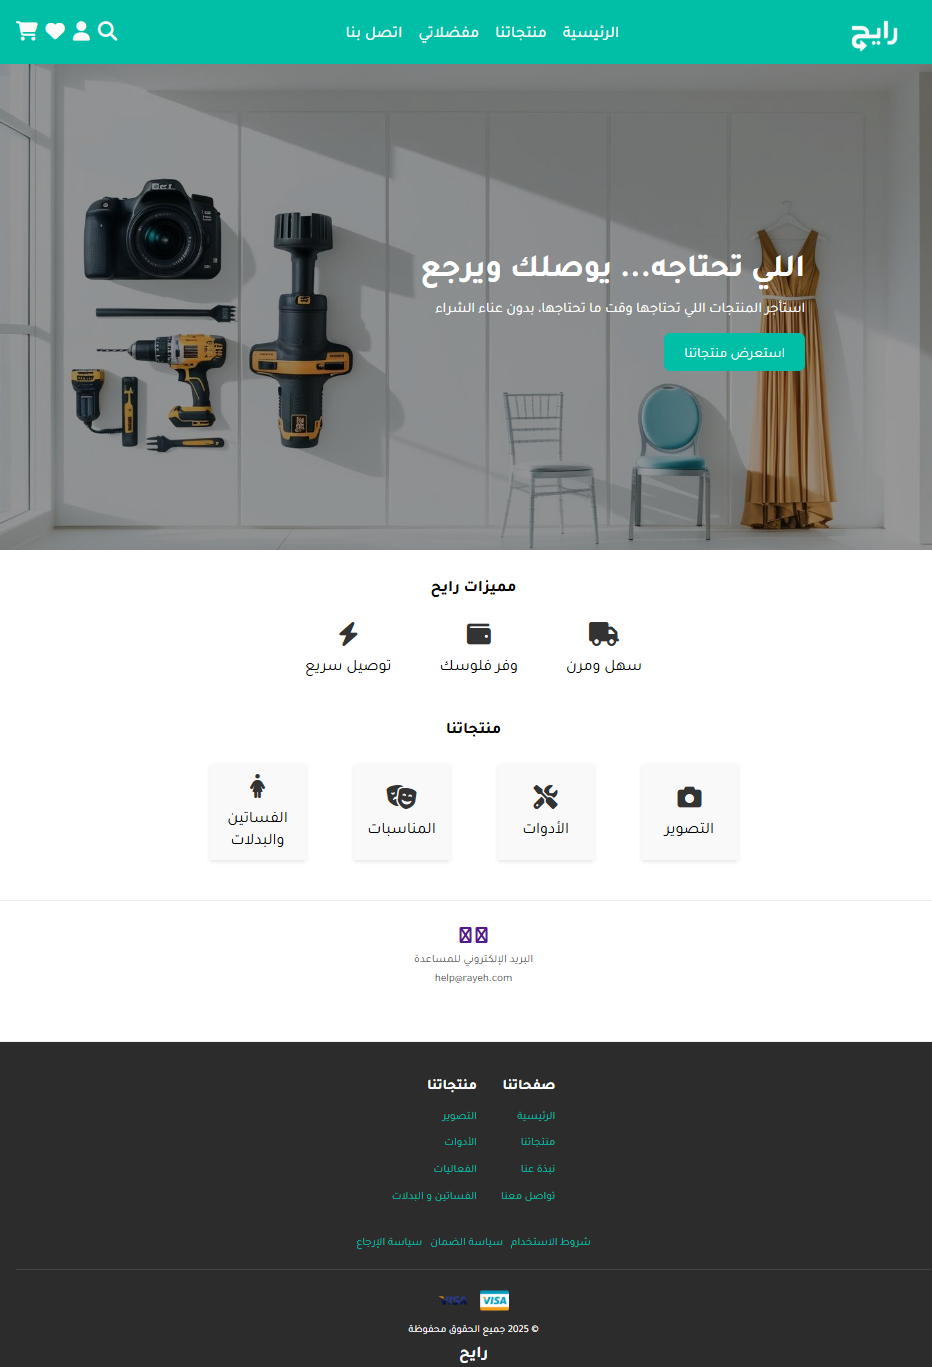 رايح
الرئيسية منتجاتنا مفضلاتي اتصل بنا
اللي تحتاجه... يوصلك ويرجع
استأجر المنتجات اللي تحتاجها وقت ما تحتاجها، بدون عناء الشراء
استعرض منتجاتنا
مميزات رايح
سهل ومرن
وفر فلوسك
توصيل سريع
منتجاتنا
التصوير
الأدوات
المناسبات
الفساتين
والبدلات
البريد الإلكتروني للمساعدة
help@rayeh.com
صفحاتنا
الرئيسية
منتجاتنا
نبذة عنا
تواصل معنا
منتجاتنا
التصوير
الأدوات
الفعاليات
الفساتين و البدلات
شروط الاستخدام سياسة الضمان سياسة الإرجاع
VISA
VISA
© 2025 جميع الحقوق محفوظة
رايح